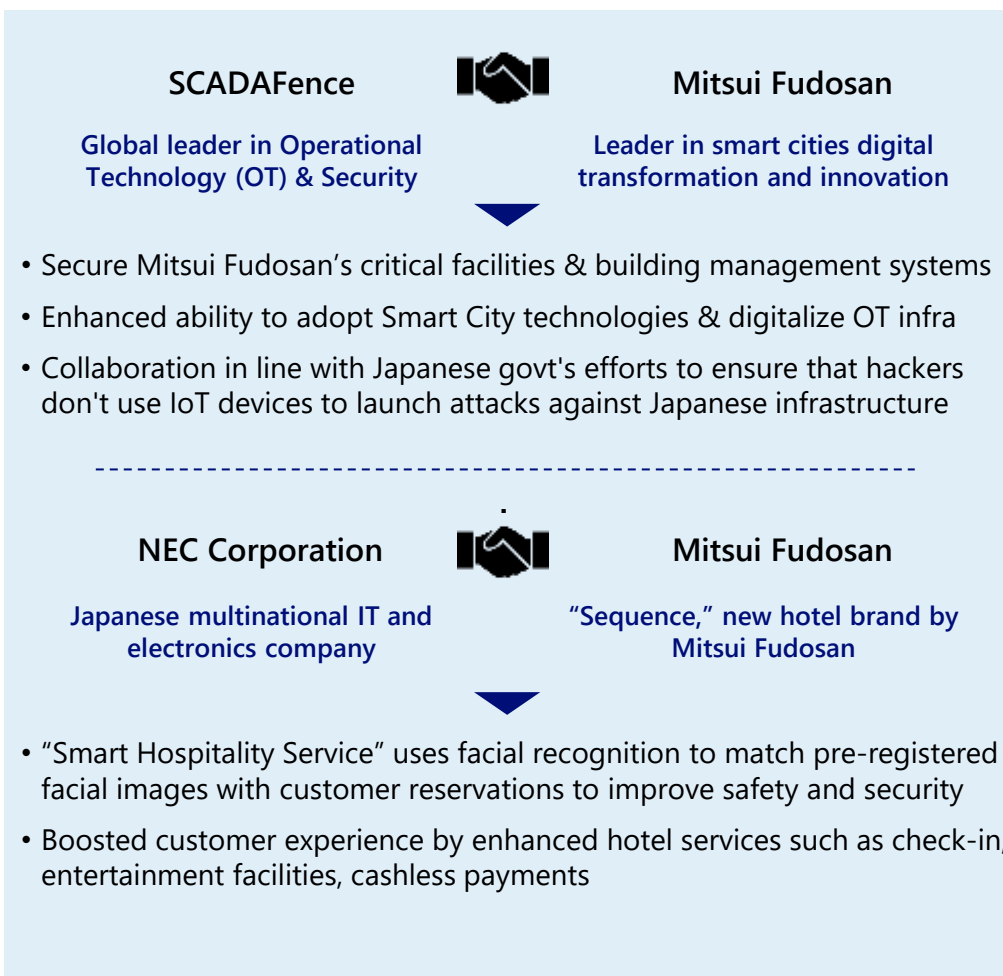 SCADAFence
Mitsui Fudosan
Global leader in Operational
Technology (OT) & Security
Leader in smart cities digital
transformation and innovation
• Secure Mitsui Fudosan’s critical facilities & building management systems
• Enhanced ability to adopt Smart City technologies & digitalize OT infra
• Collaboration in line with Japanese govt's efforts to ensure that hackers
don't use IoT devices to launch attacks against Japanese infrastructure
.
NEC Corporation
Mitsui Fudosan
Japanese multinational IT and
electronics company
“Sequence,” new hotel brand by
Mitsui Fudosan
• “Smart Hospitality Service” uses facial recognition to match pre-registered
facial images with customer reservations to improve safety and security
• Boosted customer experience by enhanced hotel services such as check-in,
entertainment facilities, cashless payments